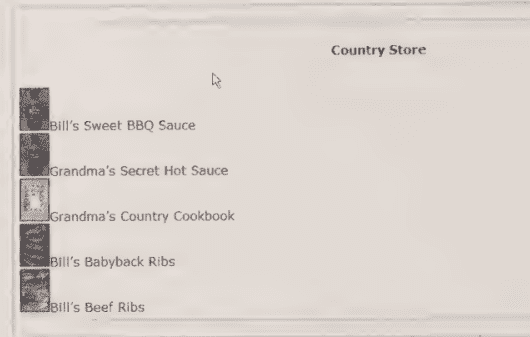 Country Store
Bill's Sweet BBQ Sauce
Grandma's Secret Hot Sauce
Grandma's Country Cookbook
Bill's Babyback Ribs
Bill's Beef Ribs